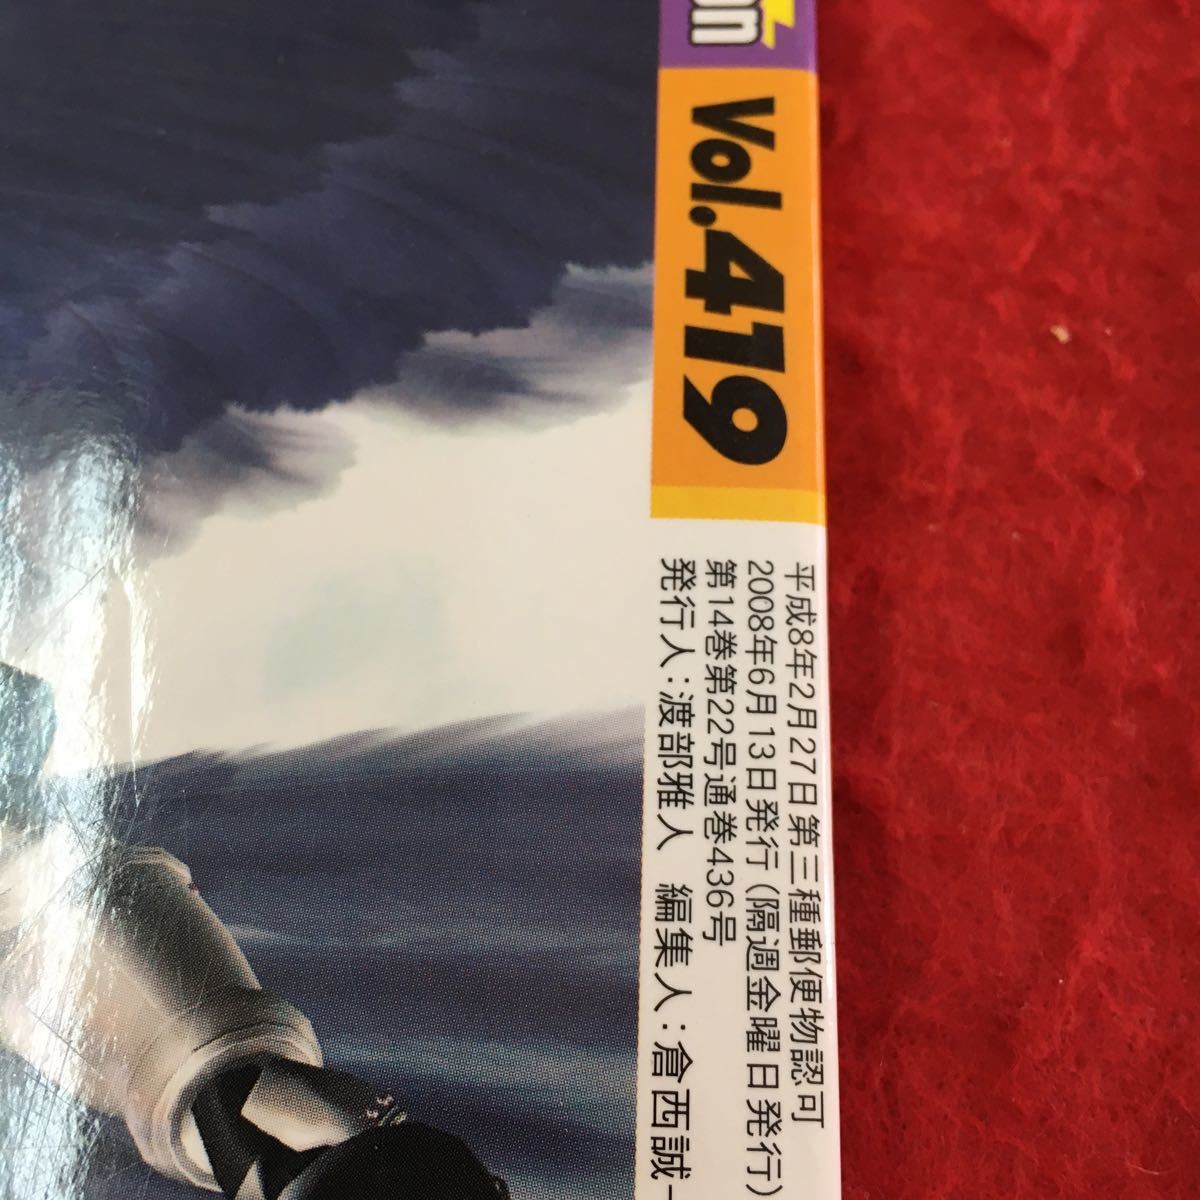 on
Vol.419
平成8年2月27日第三種郵便物認可
2008年6月13日発行(隔週金曜日発行)
第14巻第22号通巻436号
発行人:渡部雅人 編集人:倉西誠一